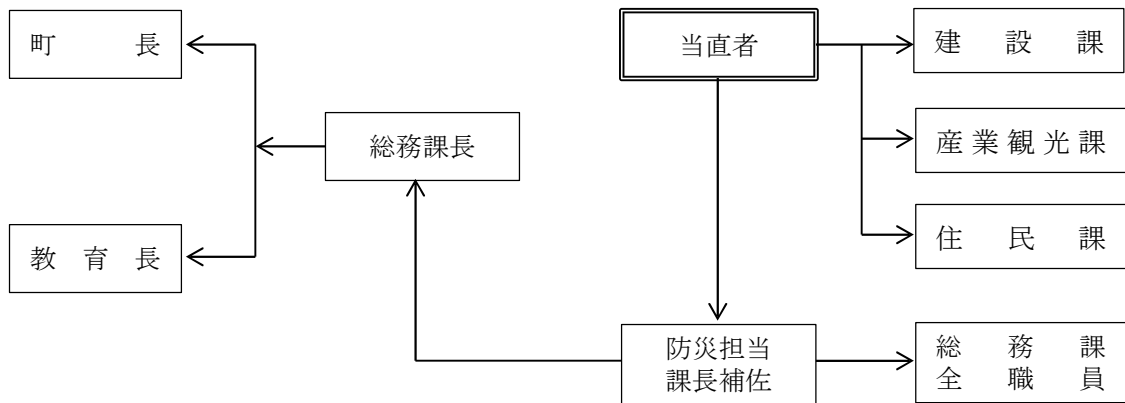 町長
当直者
建設課
総務課長
産業観光課
教育長
住民課
防災担当
課長補佐
総務課
全職員